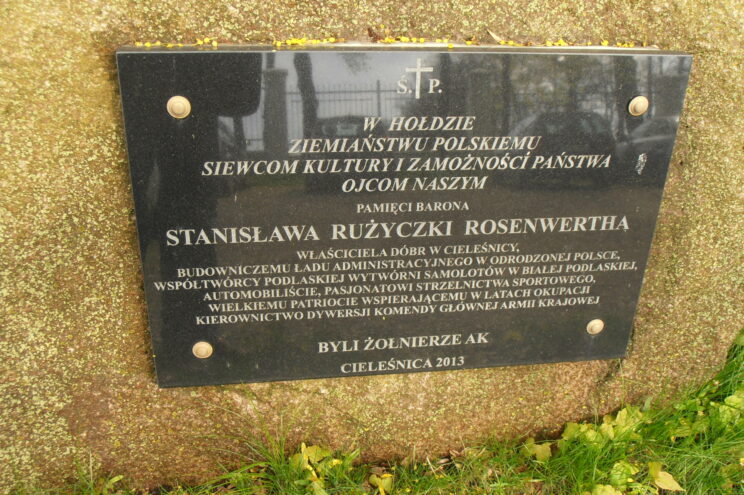 Ś. P.
W HOŁDZIE
ZIEMIAŃSTWU POLSKIEMU
SIEWCOM KULTURY I ZAMOŻNOŚCI PAŃSTWA
OJCOM NASZYM
PAMIĘCI BARONA
STANISŁAWA RUŻYCZKI ROSENWERTHA
WŁAŚCICIELA DÓBR W CIELEŚNICY,
BUDOWNICZEMU ŁADU ADMINISTRACYJNEGO W ODRODZONEJ POLSCE,
WSPÓŁTWÓRCY PODLASKIEJ WYTWÓRNI SAMOLOTÓW W BIAŁEJ PODLASKIEJ,
AUTOMOBILIŚCIE, PASJONATOWI STRZELNICTWA SPORTOWEGO,
WIELKIEMU PATRIOCIE WSPIERAJĄCEMU W LATACH OKUPACJI
KIEROWNICTWO DYWERSJI KOMENDY GŁÓWNEJ ARMII KRAJOWEJ
BYLI ŻOŁNIERZE AK
CIELEŚNICA 2013